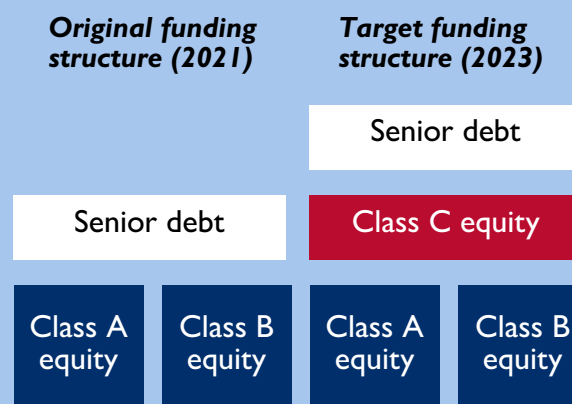 Original funding
structure (2021)
Target funding
structure (2023)
Senior debt
Senior debt
Class C equity
Class A
equity
Class B
equity
Class A
equity
Class B
equity